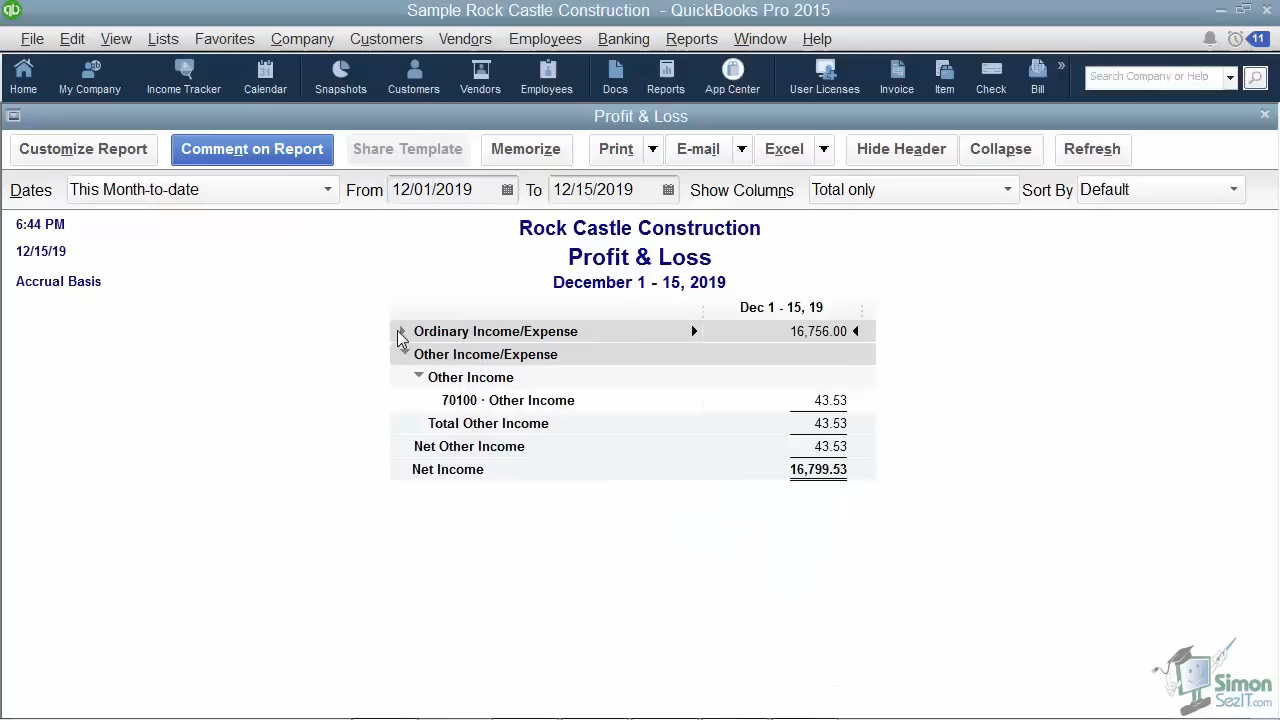 Sample Rock Castle Construction - QuickBooks Pro 2015
File Edit View Lists Favorites Company Customers Vendors Employees Banking Reports Window Help 11
Home My Company Income Tracker Calendar Snapshots Customers Vendors Employees Docs Reports App Center User Licenses Invoice Item Check Bill » Search Company or Help
Profit & Loss
Customize Report Comment on Report Share Template Memorize Print E-mail Excel Hide Header Collapse Refresh
Dates This Month-to-date From 12/01/2019 To 12/15/2019 Show Columns Total only Sort By Default
6:44 PM
12/15/19
Accrual Basis
Rock Castle Construction
Profit & Loss
December 1 - 15, 2019
Dec 1 - 15, 19
Ordinary Income/Expense 16,756.00
Other Income/Expense
Other Income
70100 · Other Income 43.53
Total Other Income 43.53
Net Other Income 43.53
Net Income 16,799.53
Simon
SezIT.com